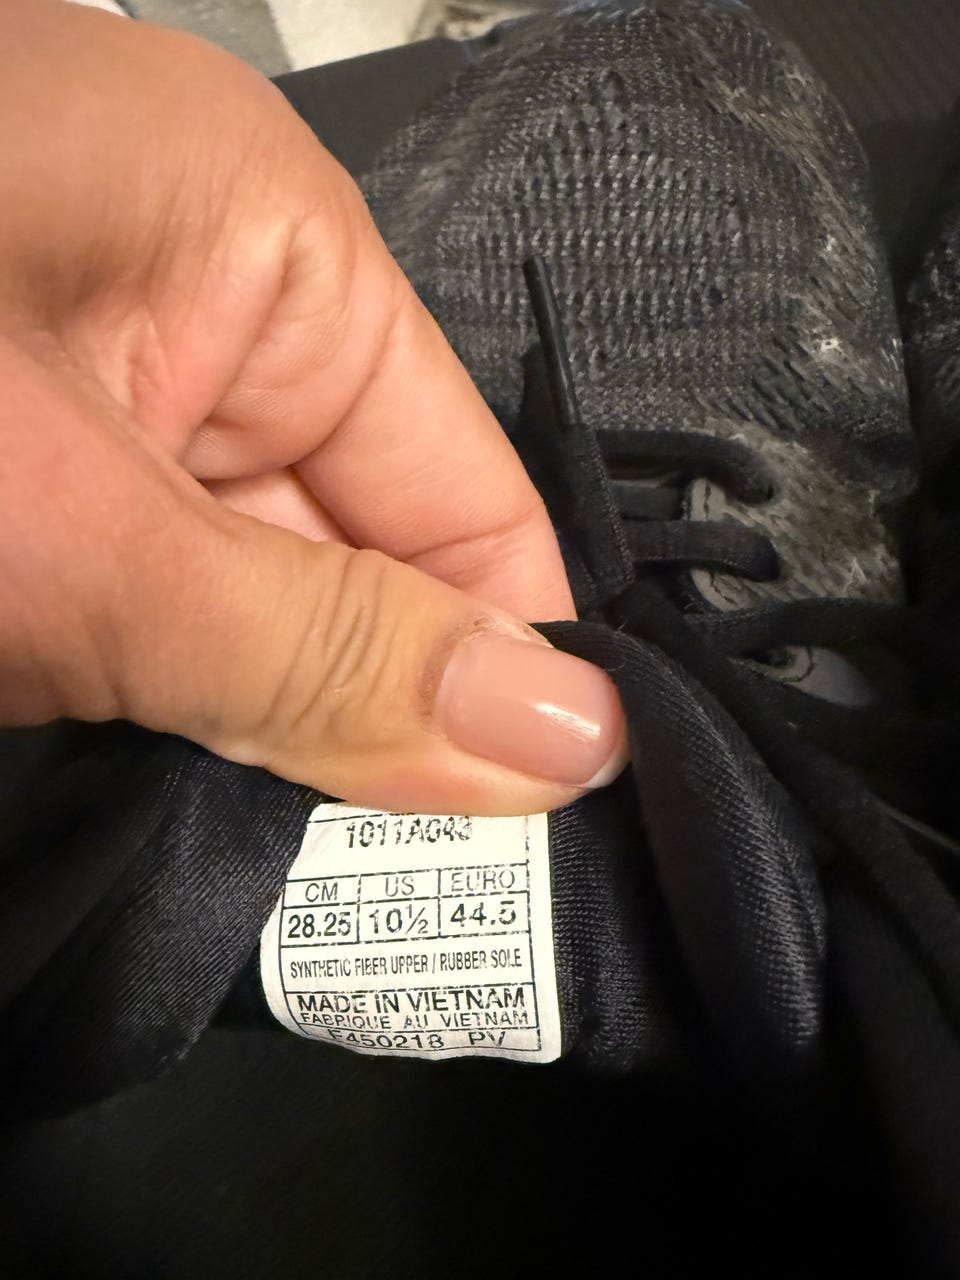 1011A043
CM US EURO
28.25 10½ 44.5
SYNTHETIC FIBER UPPER / RUBBER SOLE
MADE IN VIETNAM
FABRIQUE AU VIETNAM
F450218 PV